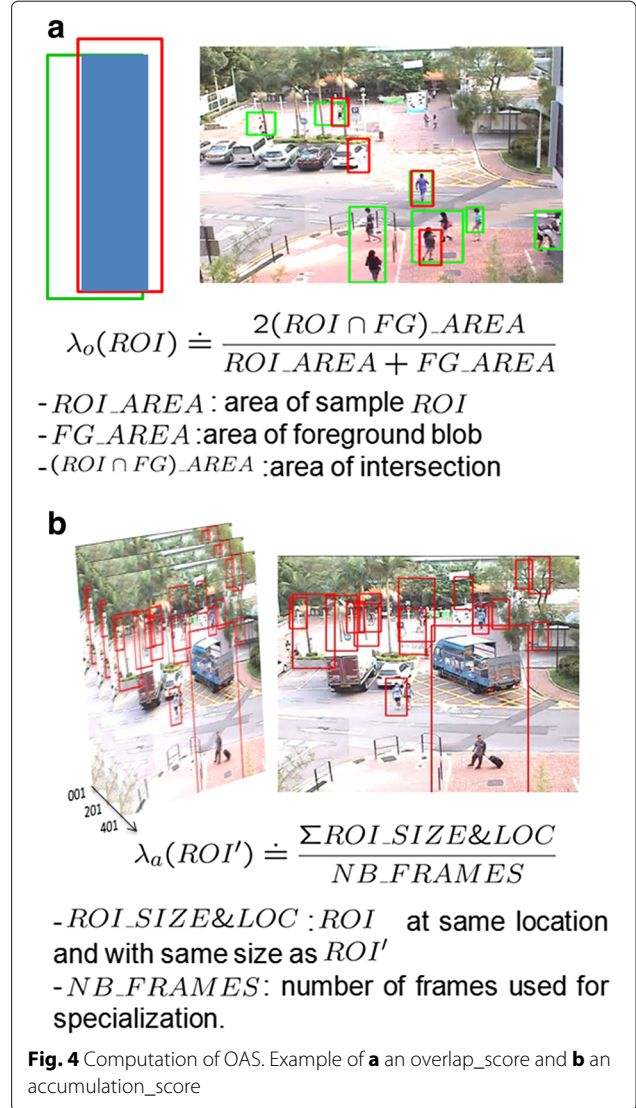 a
λₒ(ROI) ≐ 2(ROI ∩ FG)_AREA / ROI_AREA + FG_AREA
- ROI_AREA : area of sample ROI
- FG_AREA :area of foreground blob
- (ROI ∩ FG)_AREA :area of intersection
b
001
201
401
λₐ(ROI′) ≐ ΣROI_SIZE&LOC / NB_FRAMES
- ROI_SIZE&LOC : ROI at same location
and with same size as ROI′
- NB_FRAMES: number of frames used for
specialization.
Fig. 4 Computation of OAS. Example of a an overlap_score and b an
accumulation_score